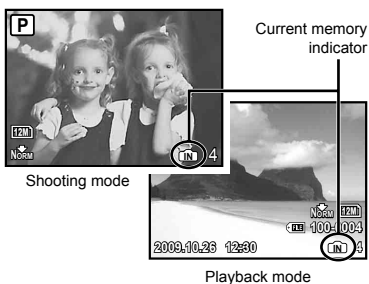 Current memory
indicator
P
12M
NORM
IN 4
Shooting mode
NORM 12M
FILE 100-0004
2009.10.26 12:30 IN 4
Playback mode